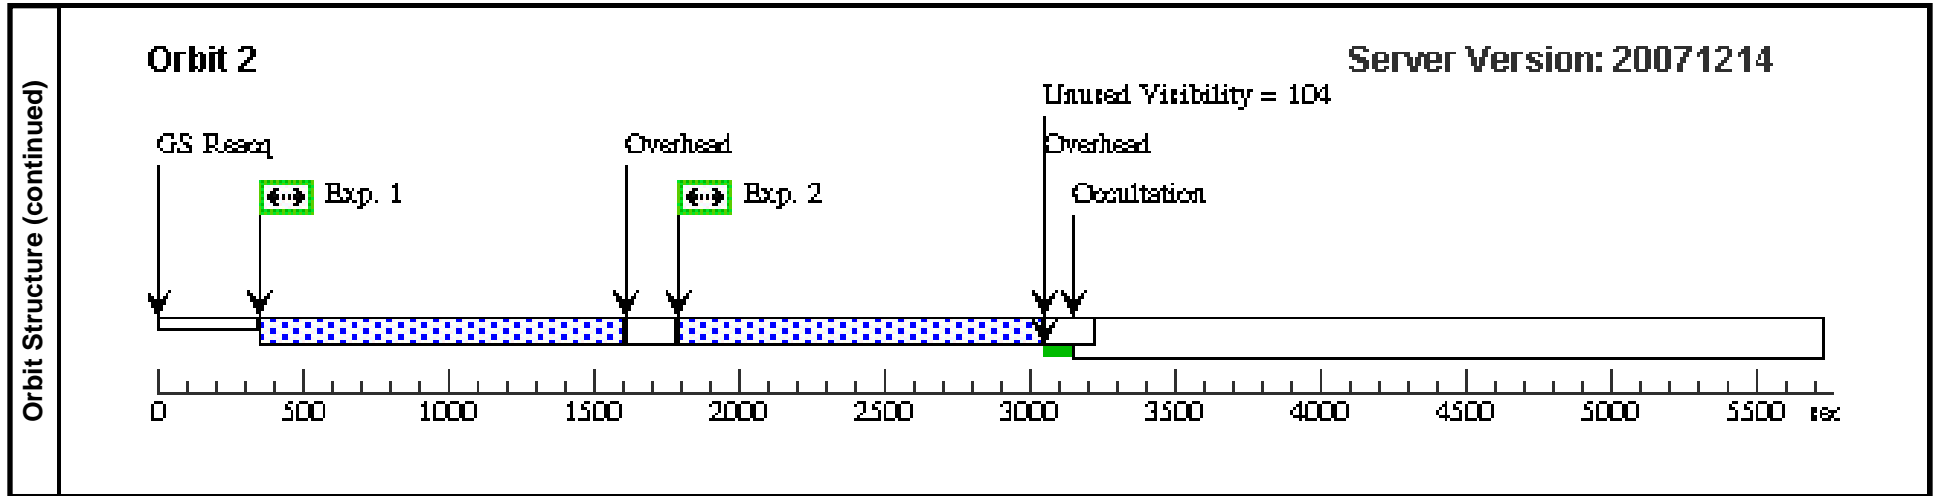 Orbit Structure (continued)
Orbit 2
Server Version: 20071214
Unused Visibility = 104
GS Reacq
Overhead
Overhead
Exp. 1
Exp. 2
Occultation
0 500 1000 1500 2000 2500 3000 3500 4000 4500 5000 5500 sec